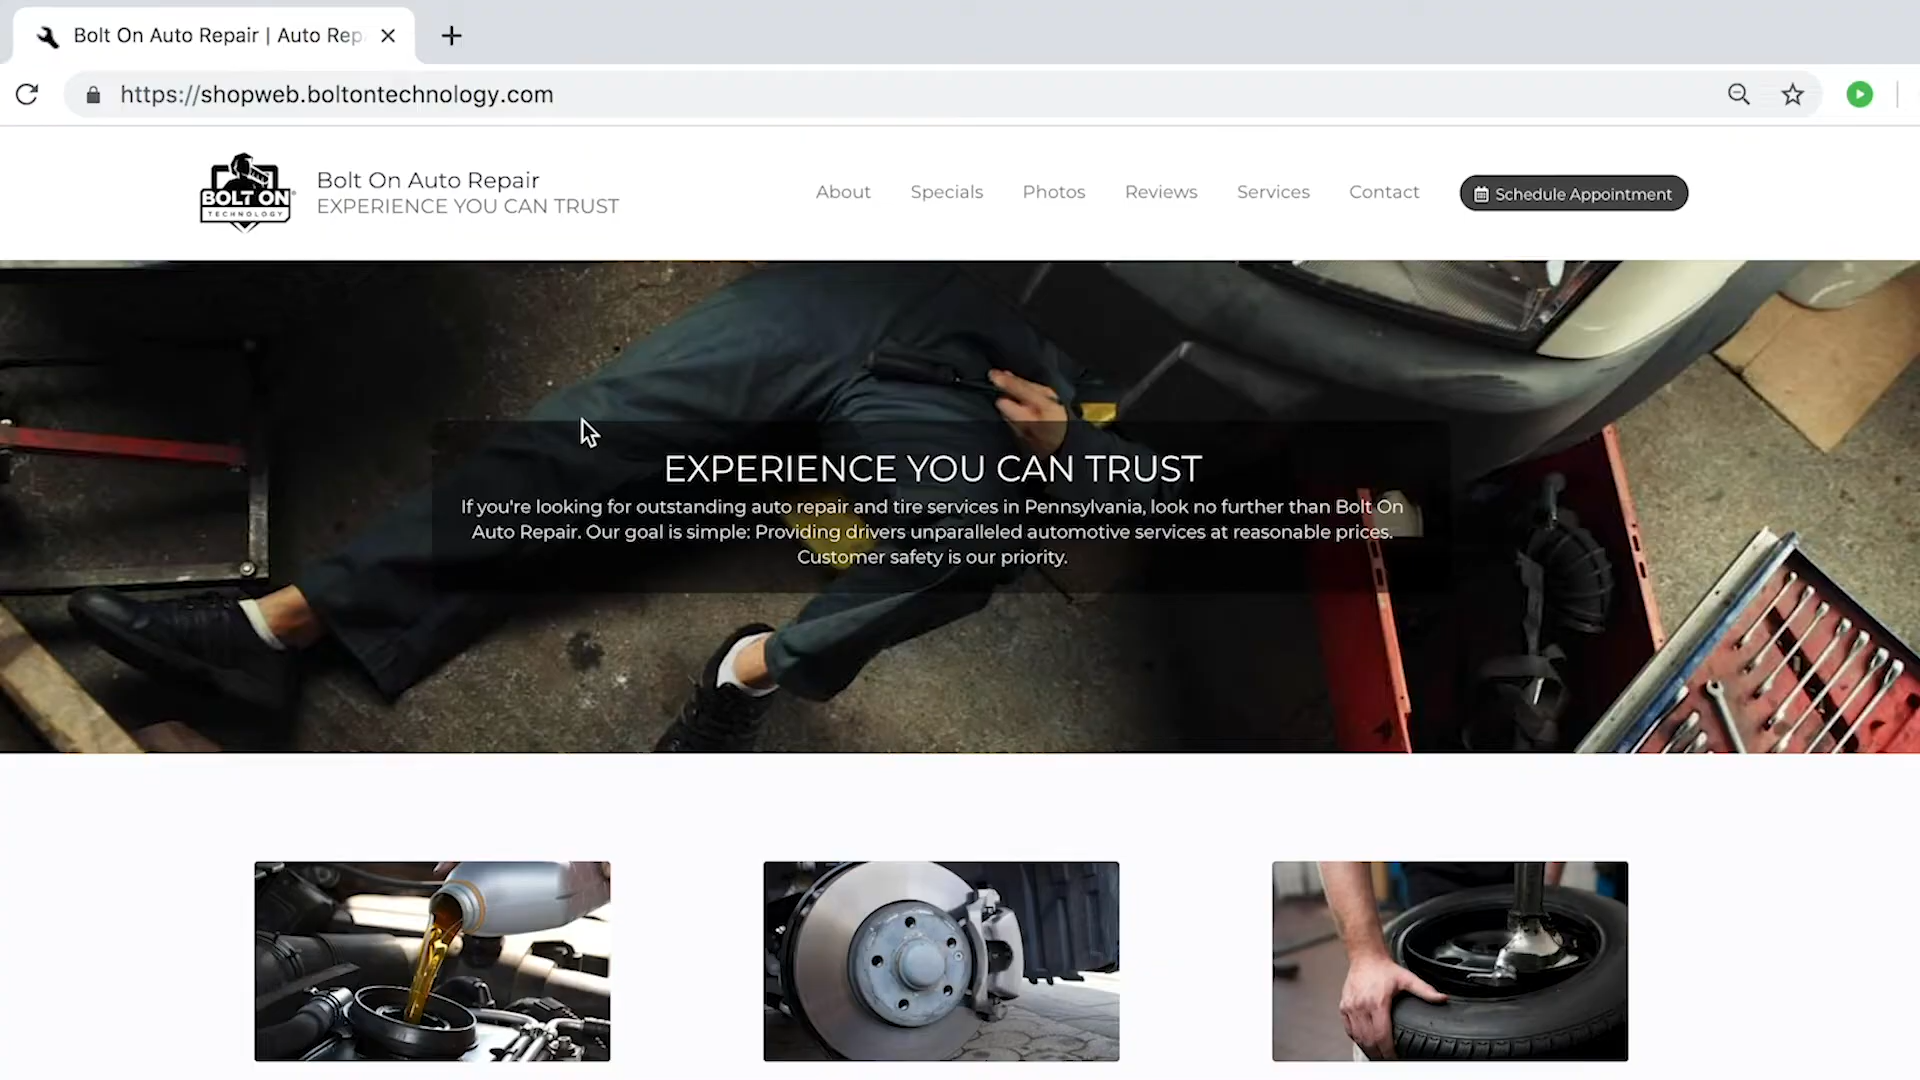 Bolt On Auto Repair | Auto Rep
https://shopweb.boltontechnology.com
BOLT ON
TECHNOLOGY
Bolt On Auto Repair
EXPERIENCE YOU CAN TRUST
About
Specials
Photos
Reviews
Services
Contact
Schedule Appointment
EXPERIENCE YOU CAN TRUST
If you're looking for outstanding auto repair and tire services in Pennsylvania, look no further than Bolt On
Auto Repair. Our goal is simple: Providing drivers unparalleled automotive services at reasonable prices.
Customer safety is our priority.